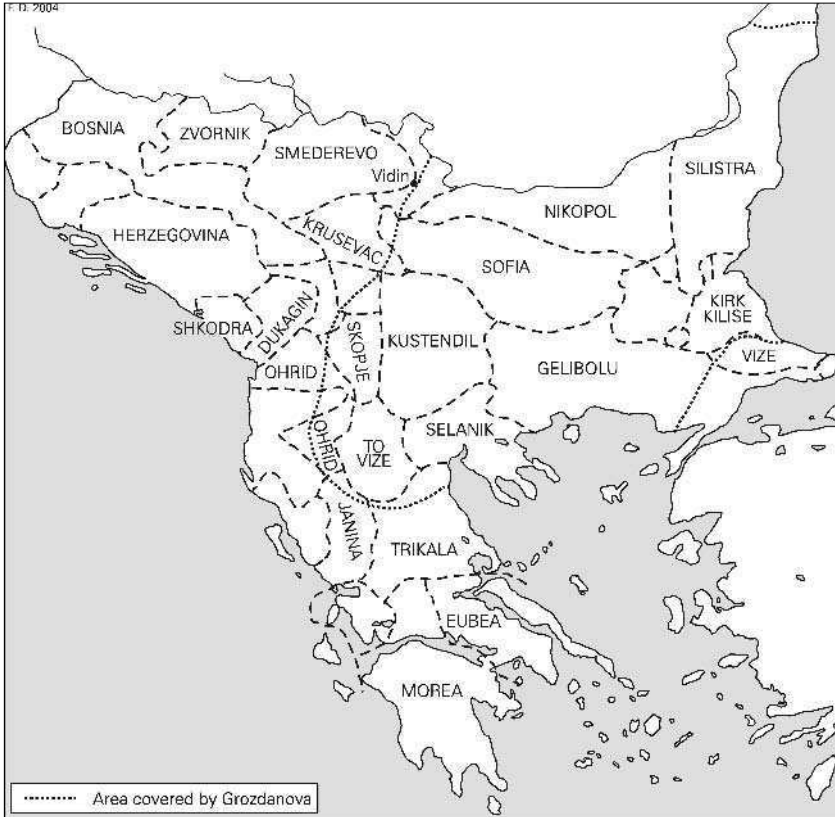 F. D. 2004
BOSNIA
ZVORNIK
SMEDEREVO
Vidin
SILISTRA
NIKOPOL
HERZEGOVINA
KRUSEVAC
SOFIA
SHKODRA
DUKAGIN
SKOPJE
KUSTENDIL
KIRK
KILISE
VIZE
OHRID
GELIBOLU
OHRID
TO
VIZE
SELANIK
JANINA
TRIKALA
EUBEA
MOREA
Area covered by Grozdanova